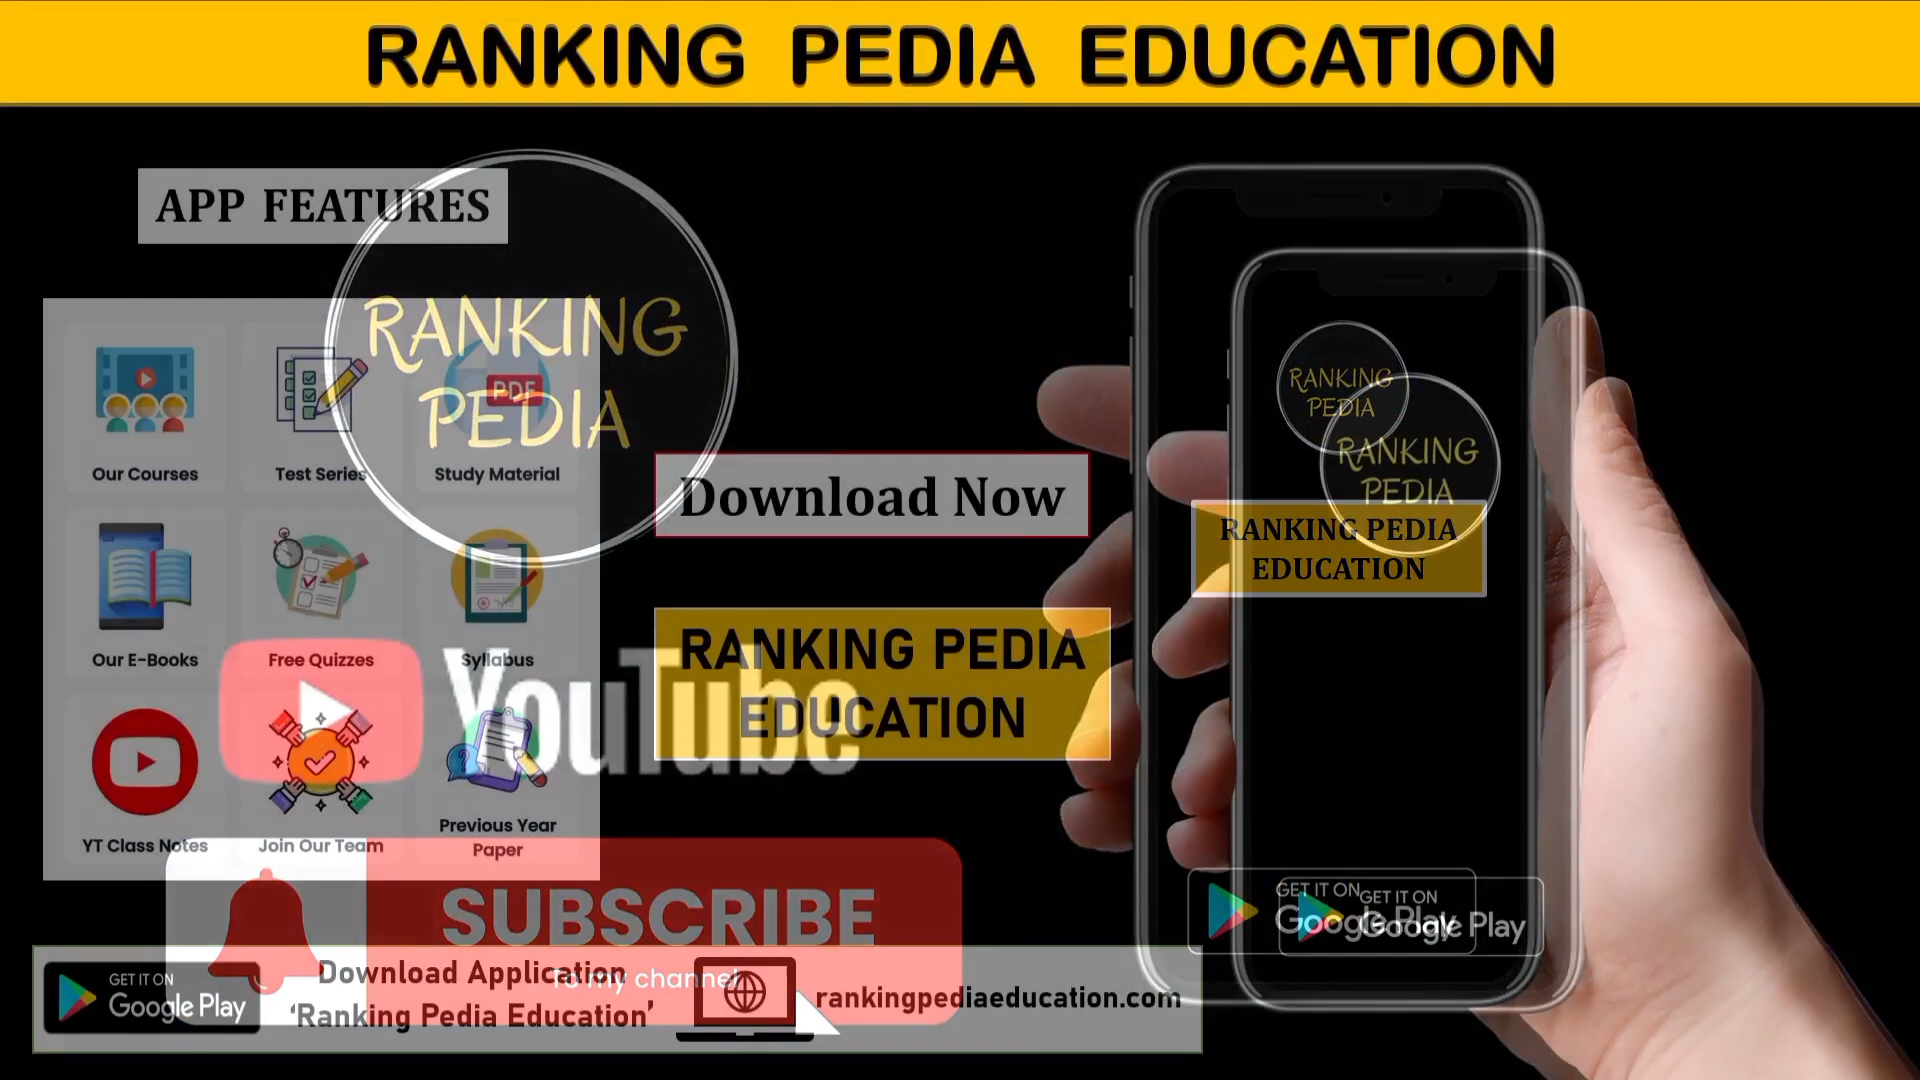 RANKING PEDIA EDUCATION
APP FEATURES
RANKING
PEDIA
PDF
Our Courses
Test Series
Study Material
Our E-Books
Free Quizzes
Syllabus
YT Class Notes
Join Our Team
Previous Year
Paper
YouTube
SUBSCRIBE
To my channel
Download Now
RANKING PEDIA
EDUCATION
RANKING
PEDIA
RANKING
PEDIA
RANKING PEDIA
EDUCATION
GET IT ON
Google Play
GET IT ON
Google Play
GET IT ON
Google Play
Download Application
‘Ranking Pedia Education’
rankingpediaeducation.com